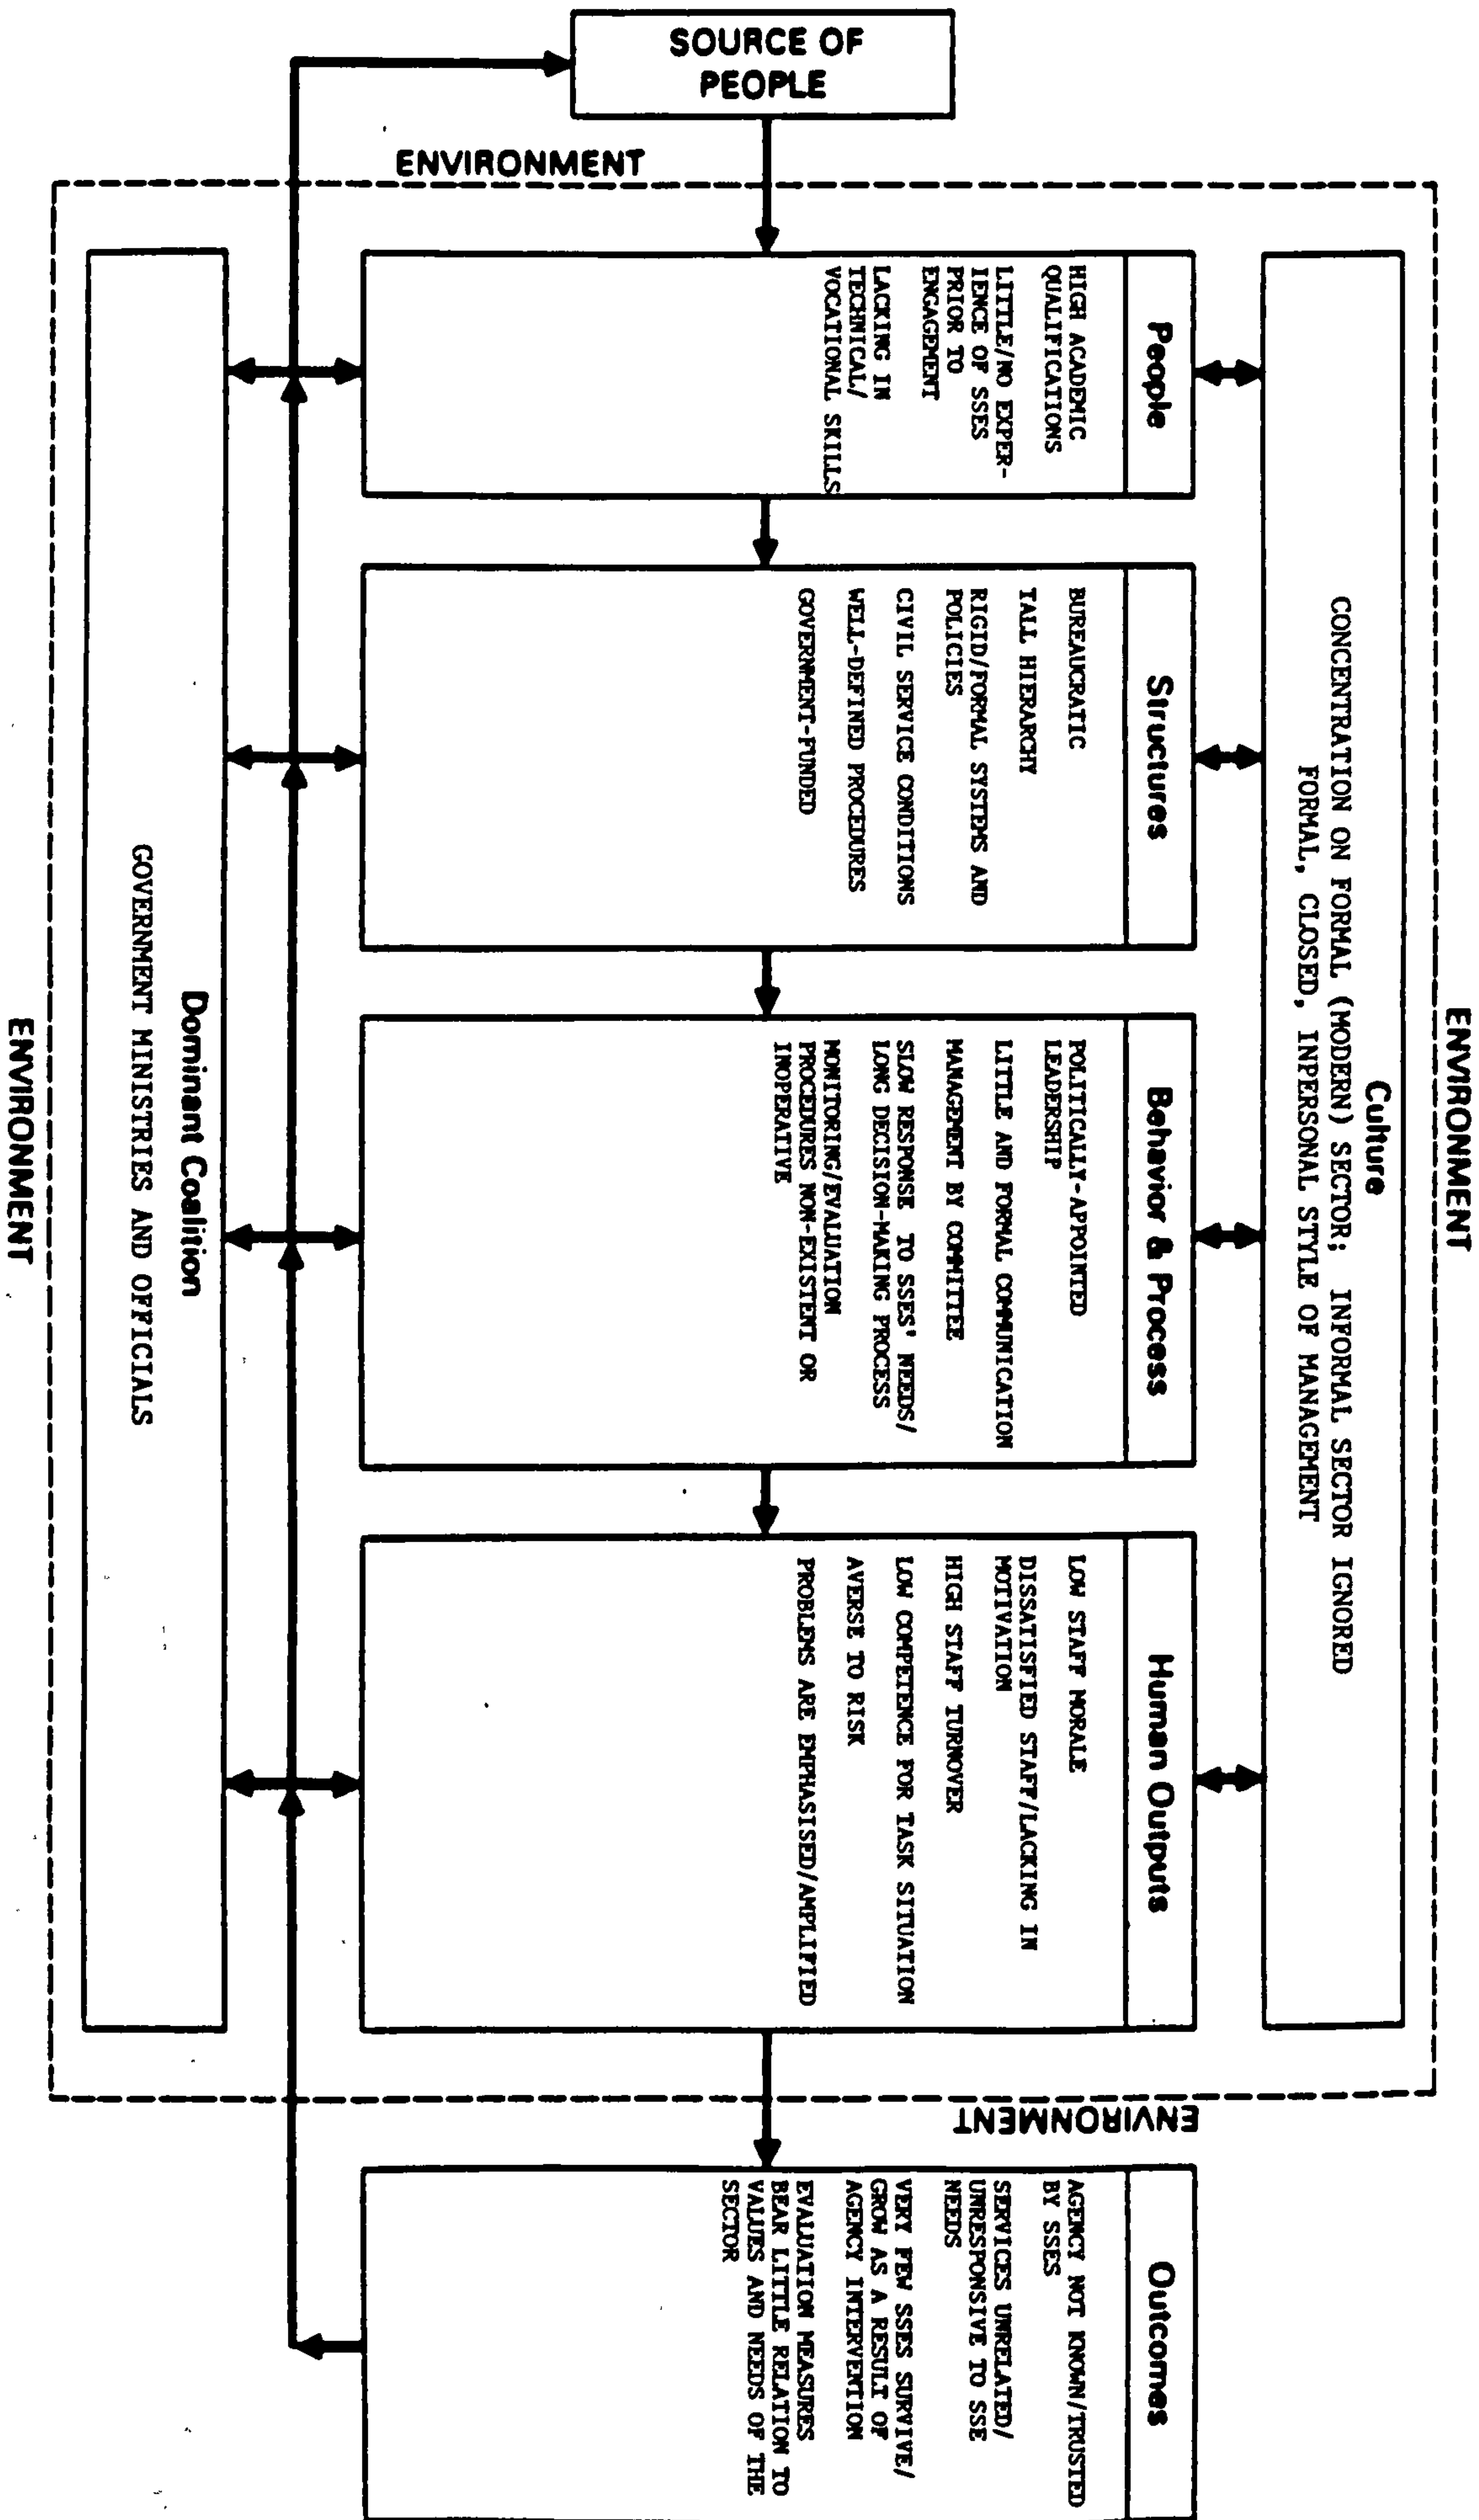 SOURCE OF
PEOPLE
ENVIRONMENT
ENVIRONMENT
Culture
CONCENTRATION ON FORMAL (MODERN) SECTOR; INFORMAL SECTOR IGNORED
FORMAL, CLOSED, INPERSONAL STYLE OF MANAGEMENT
People
HIGH ACADEMIC
QUALIFICATIONS
LITTLE/NO EXPER-
IENCE OF SSES
PRIOR TO
ENGAGEMENT
LACKING IN
TECHNICAL/
VOCATIONAL SKILLS
Structures
BUREAUCRATIC
TALL HIERARCHY
RIGID/FORMAL SYSTEMS AND
POLICIES
CIVIL SERVICE CONDITIONS
WELL-DEFINED PROCEDURES
GOVERNMENT-FUNDED
Behavior & Process
POLITICALLY-APPOINTED
LEADERSHIP
LITTLE AND FORMAL COMMUNICATION
MANAGEMENT BY COMMITTEE
SLOW RESPONSE TO SSES' NEEDS/
LONG DECISION-MAKING PROCESS
MONITORING/EVALUATION
PROCEDURES NON-EXISTENT OR
INOPERATIVE
Human Outputs
LOW STAFF MORALE
DISSATISFIED STAFF/LACKING IN
MOTIVATION
HIGH STAFF TURNOVER
LOW COMPETENCE FOR TASK SITUATION
AVERSE TO RISK
PROBLEMS ARE EMPHASISED/AMPLIFIED
ENVIRONMENT
Outcomes
AGENCY NOT KNOWN/TRUSTED
BY SSES
SERVICES UNRELATED/
UNRESPONSIVE TO SSE
NEEDS
VERY FEW SSES SURVIVE/
GROW AS A RESULT OF
AGENCY INTERVENTION
EVALUATION MEASURES
BEAR LITTLE RELATION TO
VALUES AND NEEDS OF THE
SECTOR
Dominant Coalition
GOVERNMENT MINISTRIES AND OFFICIALS
ENVIRONMENT